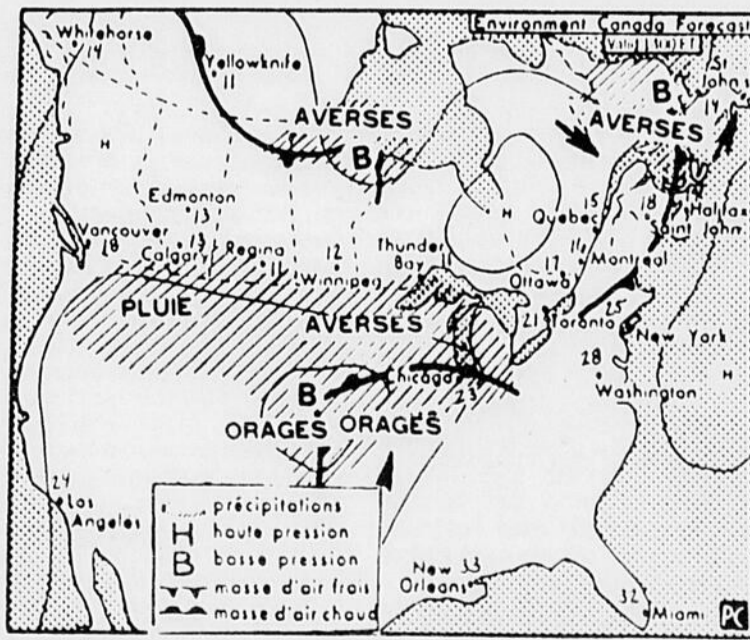 Environment Canada Forecast
Whitehorse
14
Yellowknife
11
St
John's
14
B
AVERSES
AVERSES
B
H
H
Edmonton
13
Vancouver
28
Calgary
13
Regina
11
Winnipeg
12
Thunder
Bay 11
15
Quebec
18
Halifax
Saint John
Montreal
17
Ottawa
21
Toronto
25
New York
28
Washington
H
PLUIE
AVERSES
Chicago
23
B
ORAGES ORAGES
24
Los
Angeles
précipitations
H haute pression
B basse pression
masse d'air frais
masse d'air chaud
New 33
Orleans
32
Miami
PC